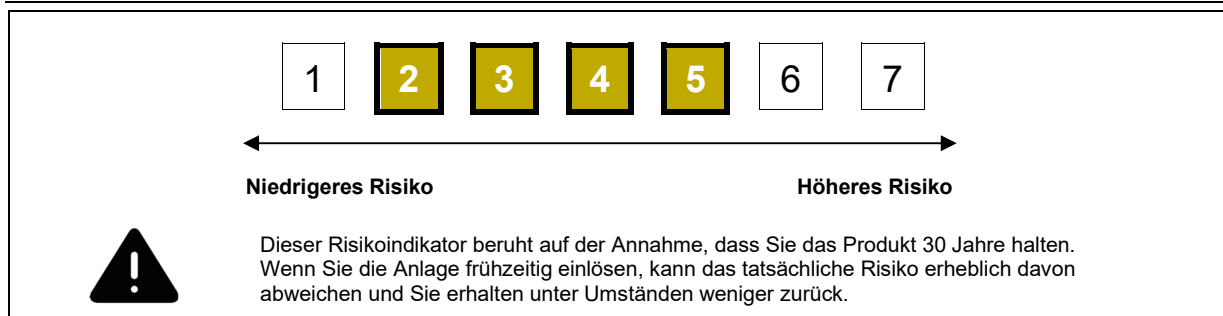 1 2 3 4 5 6 7
Niedrigeres Risiko Höheres Risiko
Dieser Risikoindikator beruht auf der Annahme, dass Sie das Produkt 30 Jahre halten.
Wenn Sie die Anlage frühzeitig einlösen, kann das tatsächliche Risiko erheblich davon
abweichen und Sie erhalten unter Umständen weniger zurück.